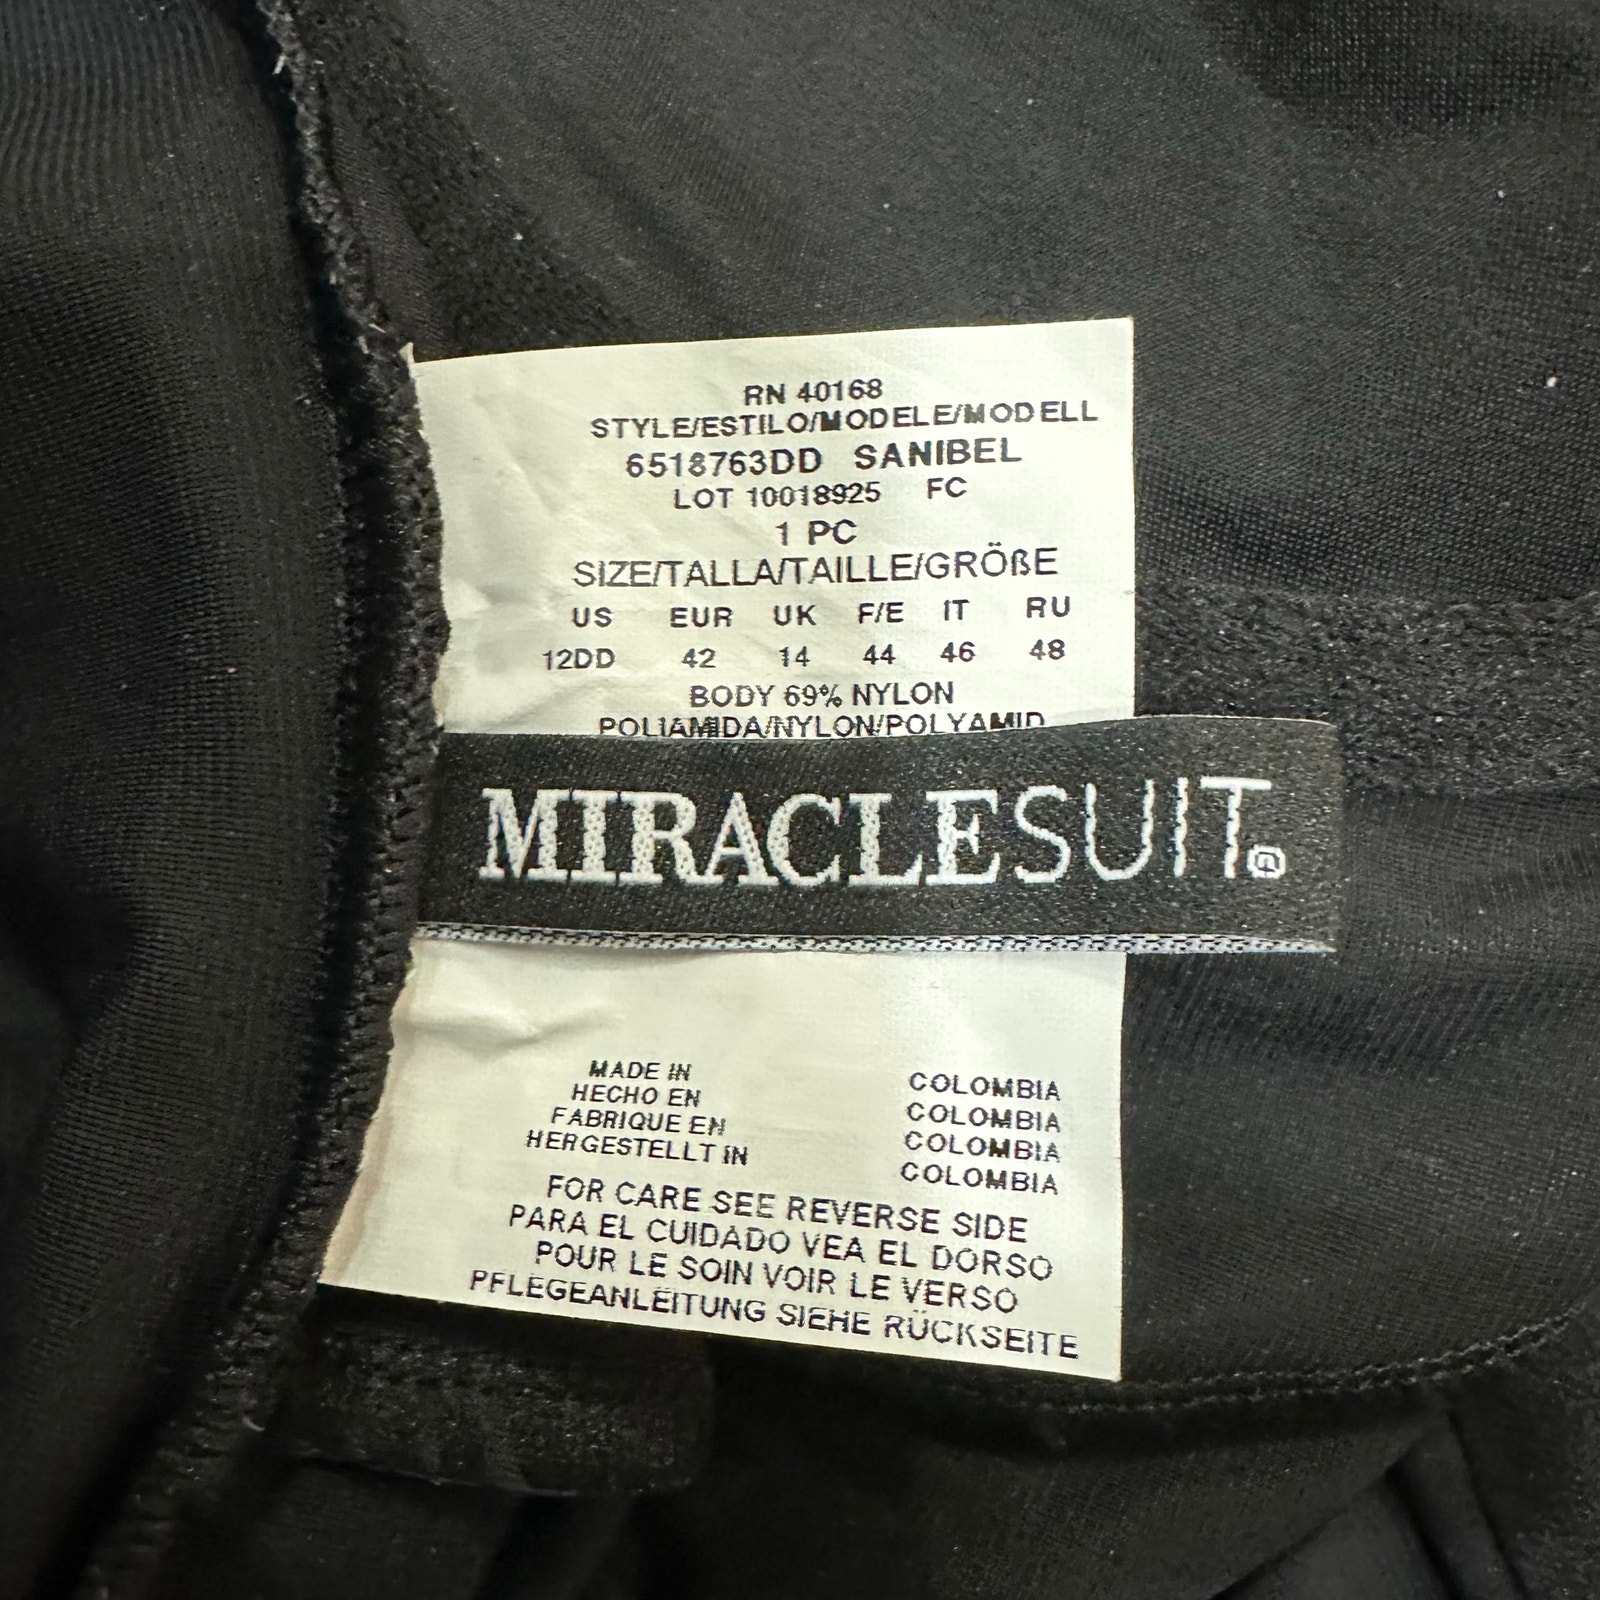 RN 40168
STYLE/ESTILO/MODELE/MODELL
6518763DD SANIBEL
LOT 10018925 FC
1 PC
SIZE/TALLA/TAILLE/GRÖßE
US EUR UK F/E IT RU
12DD 42 14 44 46 48
BODY 69% NYLON
POLIAMIDA/NYLON/POLYAMID
MIRACLESUIT®
MADE IN COLOMBIA
HECHO EN COLOMBIA
FABRIQUE EN COLOMBIA
HERGESTELLT IN COLOMBIA
FOR CARE SEE REVERSE SIDE
PARA EL CUIDADO VEA EL DORSO
POUR LE SOIN VOIR LE VERSO
PFLEGEANLEITUNG SIEHE RÜCKSEITE